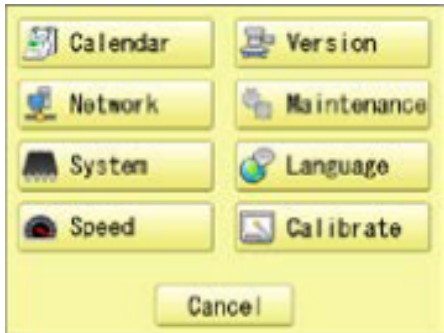 Calendar
Version
Network
Maintenance
System
Language
Speed
Calibrate
Cancel